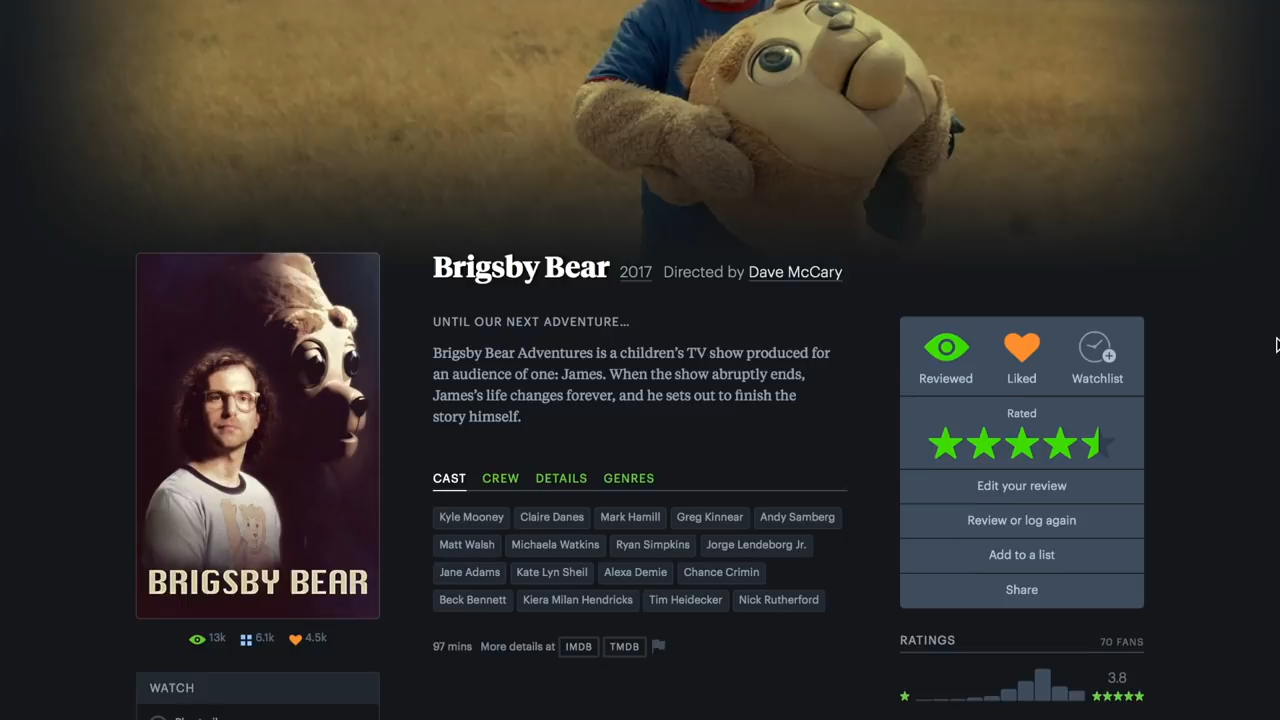 Brigsby Bear 2017 Directed by Dave McCary
UNTIL OUR NEXT ADVENTURE…
Brigsby Bear Adventures is a children's TV show produced for
an audience of one: James. When the show abruptly ends,
James's life changes forever, and he sets out to finish the
story himself.
CAST CREW DETAILS GENRES
Kyle Mooney Claire Danes Mark Hamill Greg Kinnear Andy Samberg
Matt Walsh Michaela Watkins Ryan Simpkins Jorge Lendeborg Jr.
Jane Adams Kate Lyn Sheil Alexa Demie Chance Crimin
Beck Bennett Kiera Milan Hendricks Tim Heidecker Nick Rutherford
97 mins More details at IMDB TMDB
BRIGSBY BEAR
13k 6.1k 4.5k
WATCH
Reviewed Liked Watchlist
Rated
Edit your review
Review or log again
Add to a list
Share
RATINGS 70 FANS
3.8